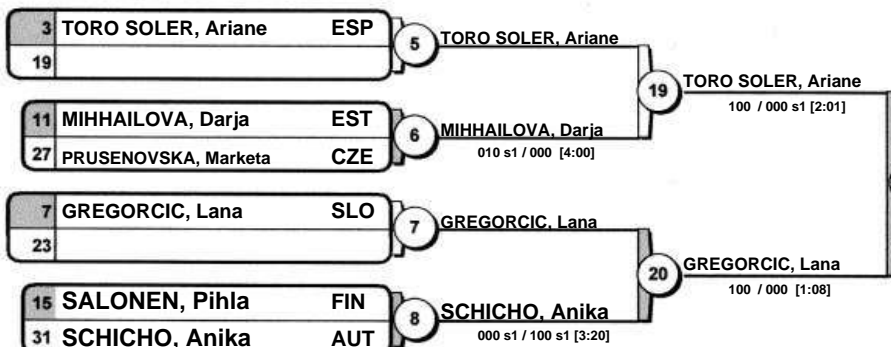 3 TORO SOLER, Ariane ESP
19
5
TORO SOLER, Ariane
11 MIHHAILOVA, Darja EST
27 PRUSENOVSKA, Marketa CZE
6
MIHHAILOVA, Darja
010 s1 / 000 [4:00]
19
TORO SOLER, Ariane
100 / 000 s1 [2:01]
7 GREGORCIC, Lana SLO
23
7
GREGORCIC, Lana
15 SALONEN, Pihla FIN
31 SCHICHO, Anika AUT
8
SCHICHO, Anika
000 s1 / 100 s1 [3:20]
20
GREGORCIC, Lana
100 / 000 [1:08]